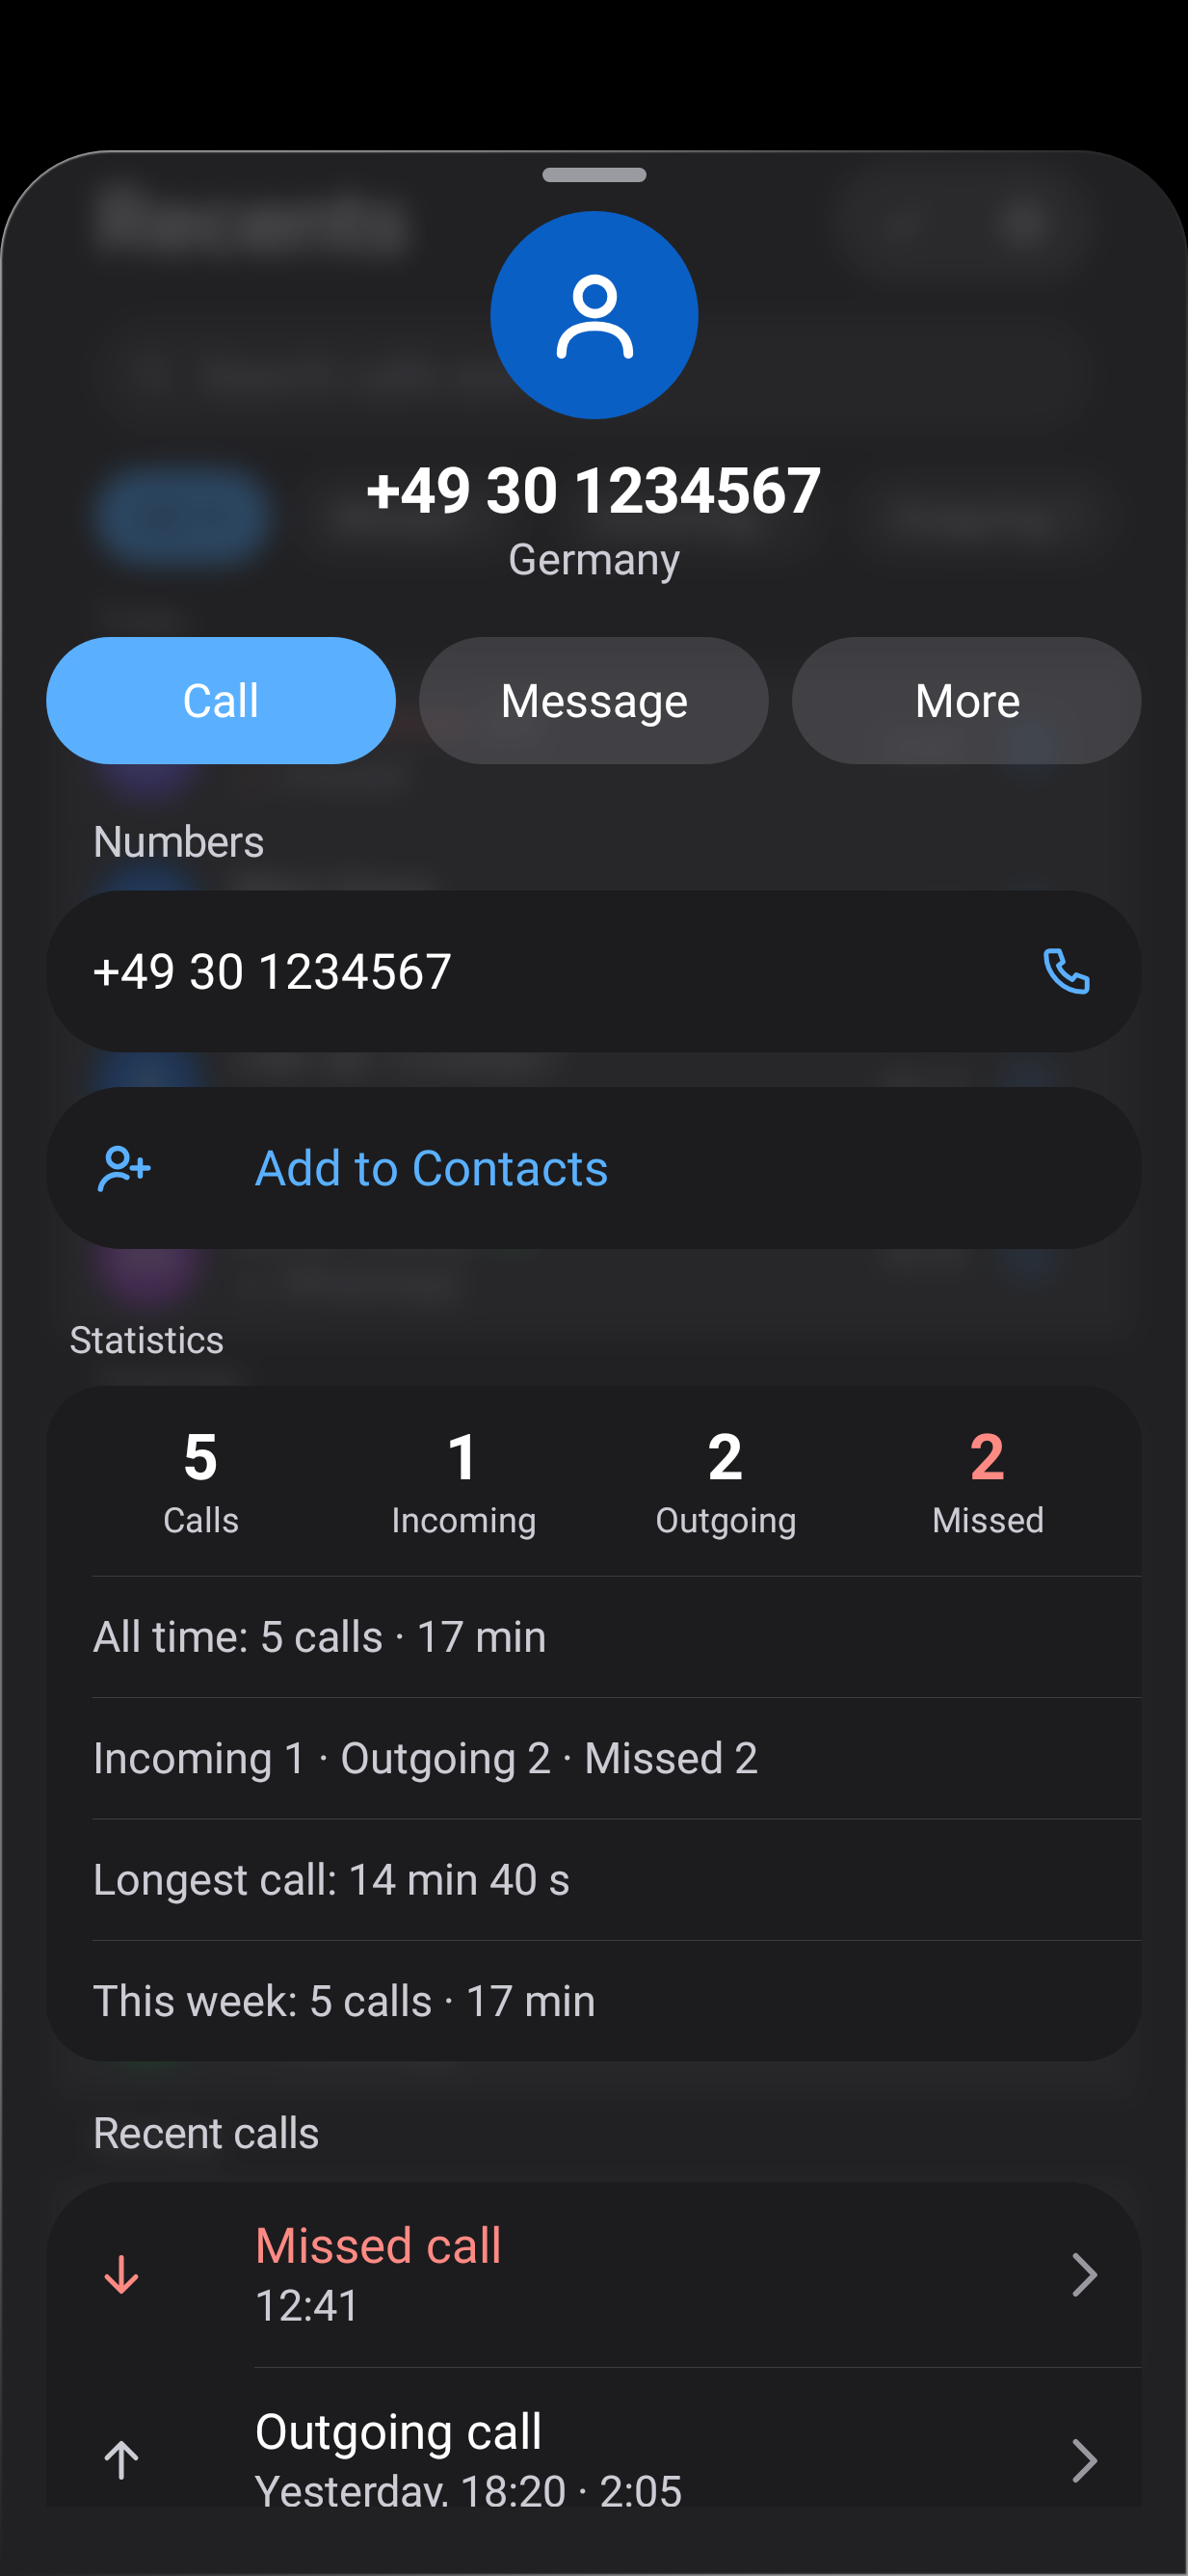 Recents
+49 30 1234567
Germany
Call
Message
More
Numbers
+49 30 1234567
Add to Contacts
Statistics
5
1
2
2
Calls
Incoming
Outgoing
Missed
All time: 5 calls · 17 min
Incoming 1 · Outgoing 2 · Missed 2
Longest call: 14 min 40 s
This week: 5 calls · 17 min
Recent calls
Missed call
12:41
Outgoing call
Yesterday, 18:20 · 2:05